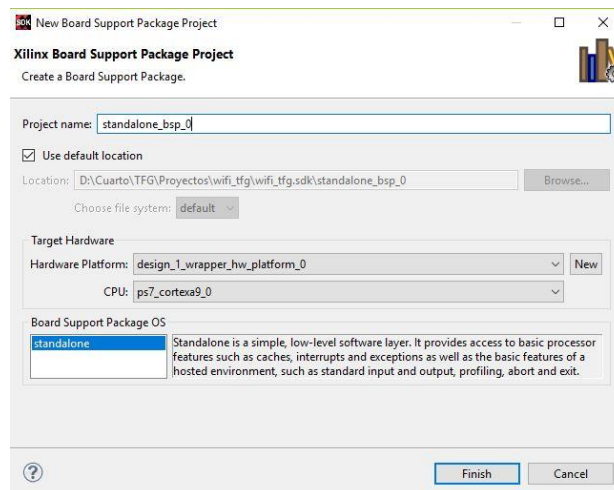 SDK New Board Support Package Project
Xilinx Board Support Package Project
Create a Board Support Package.
Project name: standalone_bsp_0
Use default location
Location: D:\Cuarto\TFG\Proyectos\wifi_tfg\wifi_tfg.sdk\standalone_bsp_0 Browse...
Choose file system: default
Target Hardware
Hardware Platform: design_1_wrapper_hw_platform_0 New
CPU: ps7_cortexa9_0
Board Support Package OS
standalone Standalone is a simple, low-level software layer. It provides access to basic processor
features such as caches, interrupts and exceptions as well as the basic features of a
hosted environment, such as standard input and output, profiling, abort and exit.
? Finish Cancel